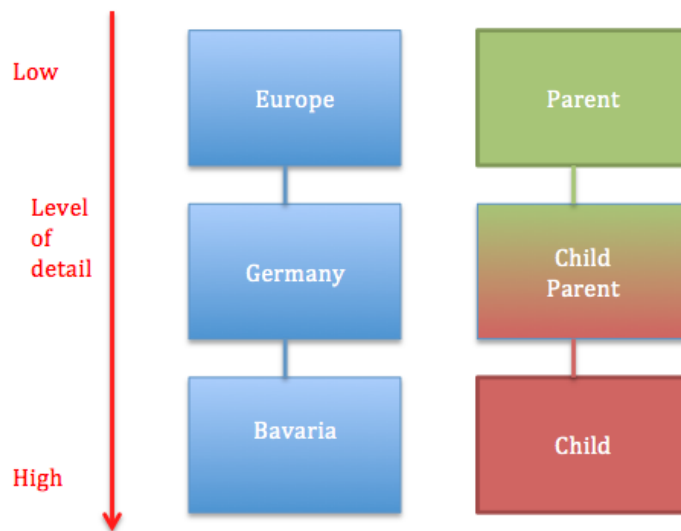 Low
Level
of
detail
High
Europe
Germany
Bavaria
Parent
Child
Parent
Child